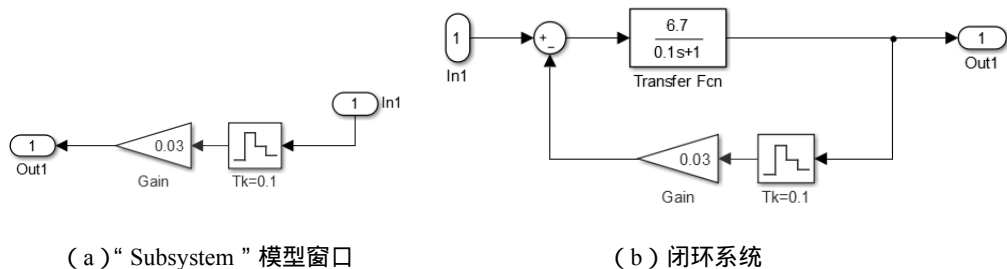 1
In1
0.03
1
Out1
Gain
Tk=0.1
(a)“Subsystem”模型窗口
1
In1
+
−
6.7
0.1s+1
Transfer Fcn
1
Out1
0.03
Gain
Tk=0.1
(b)闭环系统